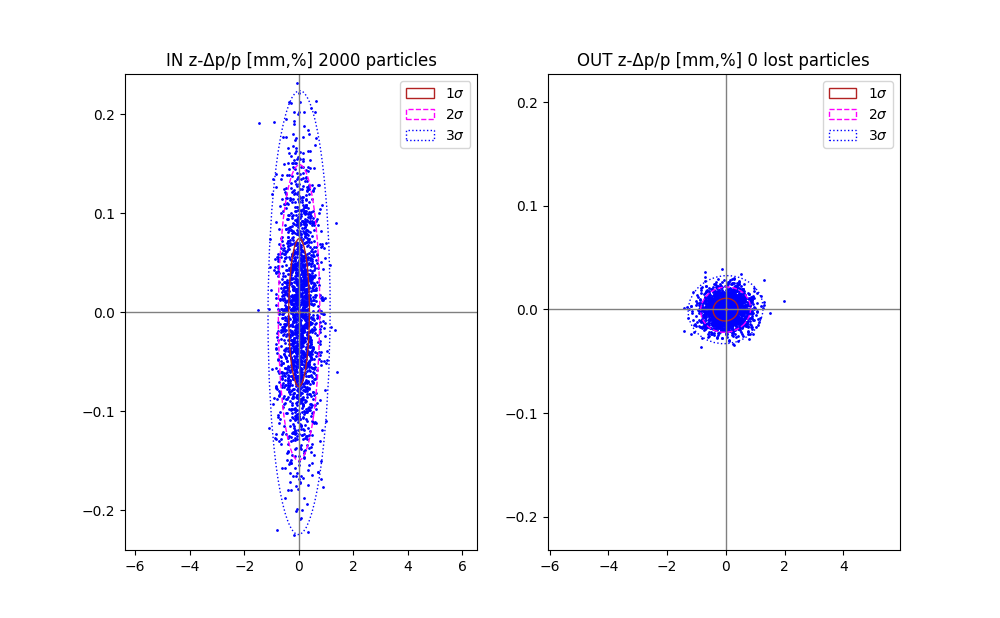 IN z-Δp/p [mm,%] 2000 particles
1σ
2σ
3σ
0.2
0.1
0.0
−0.1
−0.2
−6 −4 −2 0 2 4 6
OUT z-Δp/p [mm,%] 0 lost particles
1σ
2σ
3σ
0.2
0.1
0.0
−0.1
−0.2
−6 −4 −2 0 2 4